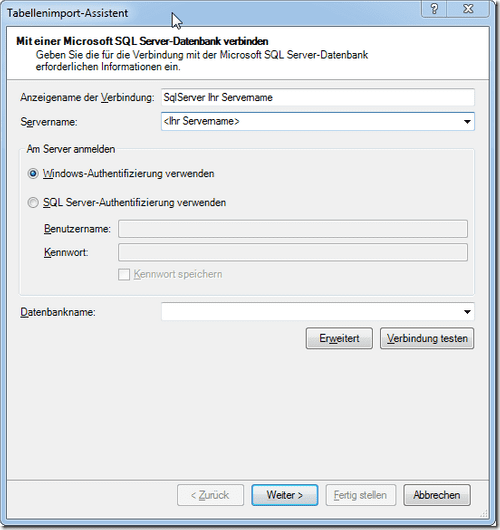 Tabellenimport-Assistent
Mit einer Microsoft SQL Server-Datenbank verbinden
Geben Sie die für die Verbindung mit der Microsoft SQL Server-Datenbank
erforderlichen Informationen ein.
Anzeigename der Verbindung: SqlServer Ihr Servername
Servername: <Ihr Servername>
Am Server anmelden
Windows-Authentifizierung verwenden
SQL Server-Authentifizierung verwenden
Benutzername:
Kennwort:
Kennwort speichern
Datenbankname:
Erweitert Verbindung testen
< Zurück Weiter > Fertig stellen Abbrechen